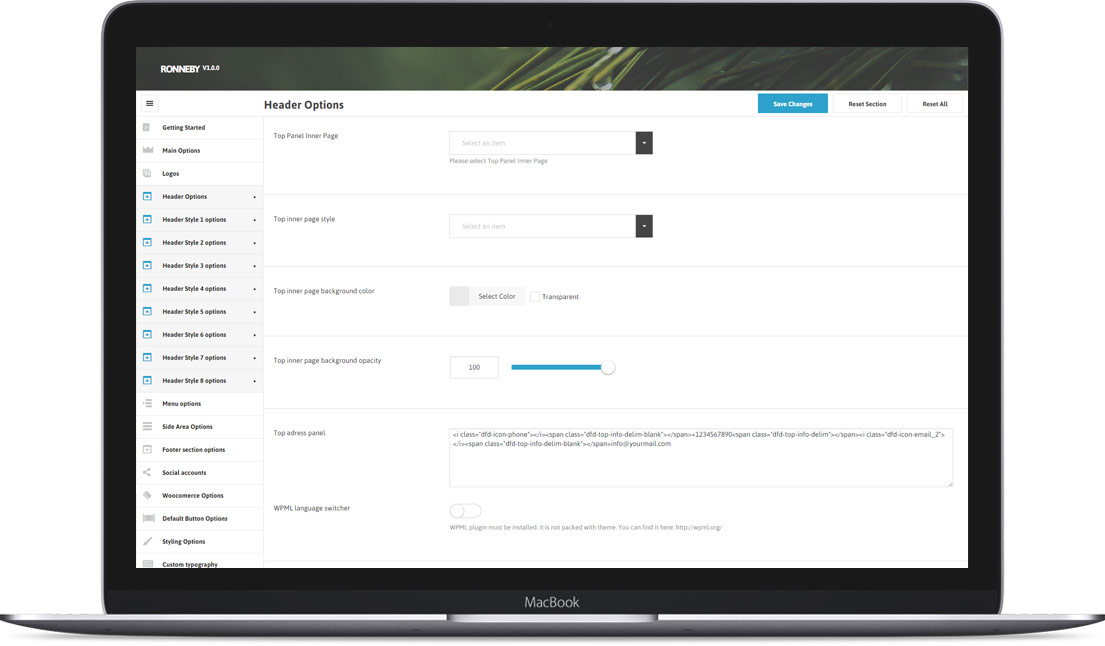 RONNEBY V1.0.0
Header Options
Save Changes
Reset Section
Reset All
Getting Started
Main Options
Logos
Header Options
Header Style 1 options
Header Style 2 options
Header Style 3 options
Header Style 4 options
Header Style 5 options
Header Style 6 options
Header Style 7 options
Header Style 8 options
Menu options
Side Area Options
Footer section options
Social accounts
Woocomerce Options
Default Button Options
Styling Options
Custom typography
Top Panel Inner Page
Select an item
Please select Top Panel Inner Page
Top inner page style
Select an item
Top inner page background color
Select Color
Transparent
Top inner page background opacity
100
Top adress panel
<i class="dfd-icon-phone"></i><span class="dfd-top-info-delim-blank"></span>+1234567890<span class="dfd-top-info-delim"></span><i class="dfd-icon-email_2">
</i><span class="dfd-top-info-delim-blank"></span>info@yourmail.com
WPML language switcher
WPML plugin must be installed. It is not packed with theme. You can find it here: http://wpml.org/
MacBook